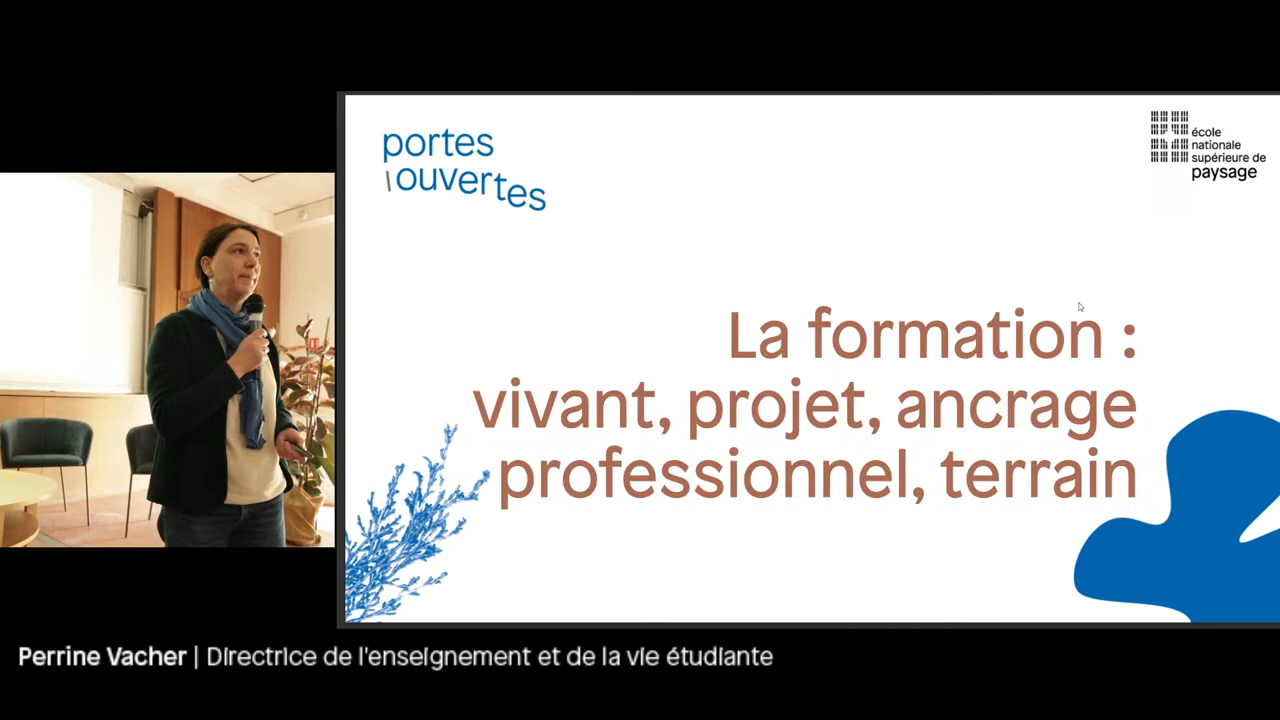 portes
ouvertes
école
nationale
supérieure de
paysage
La formation :
vivant, projet, ancrage
professionnel, terrain
Perrine Vacher | Directrice de l'enseignement et de la vie étudiante